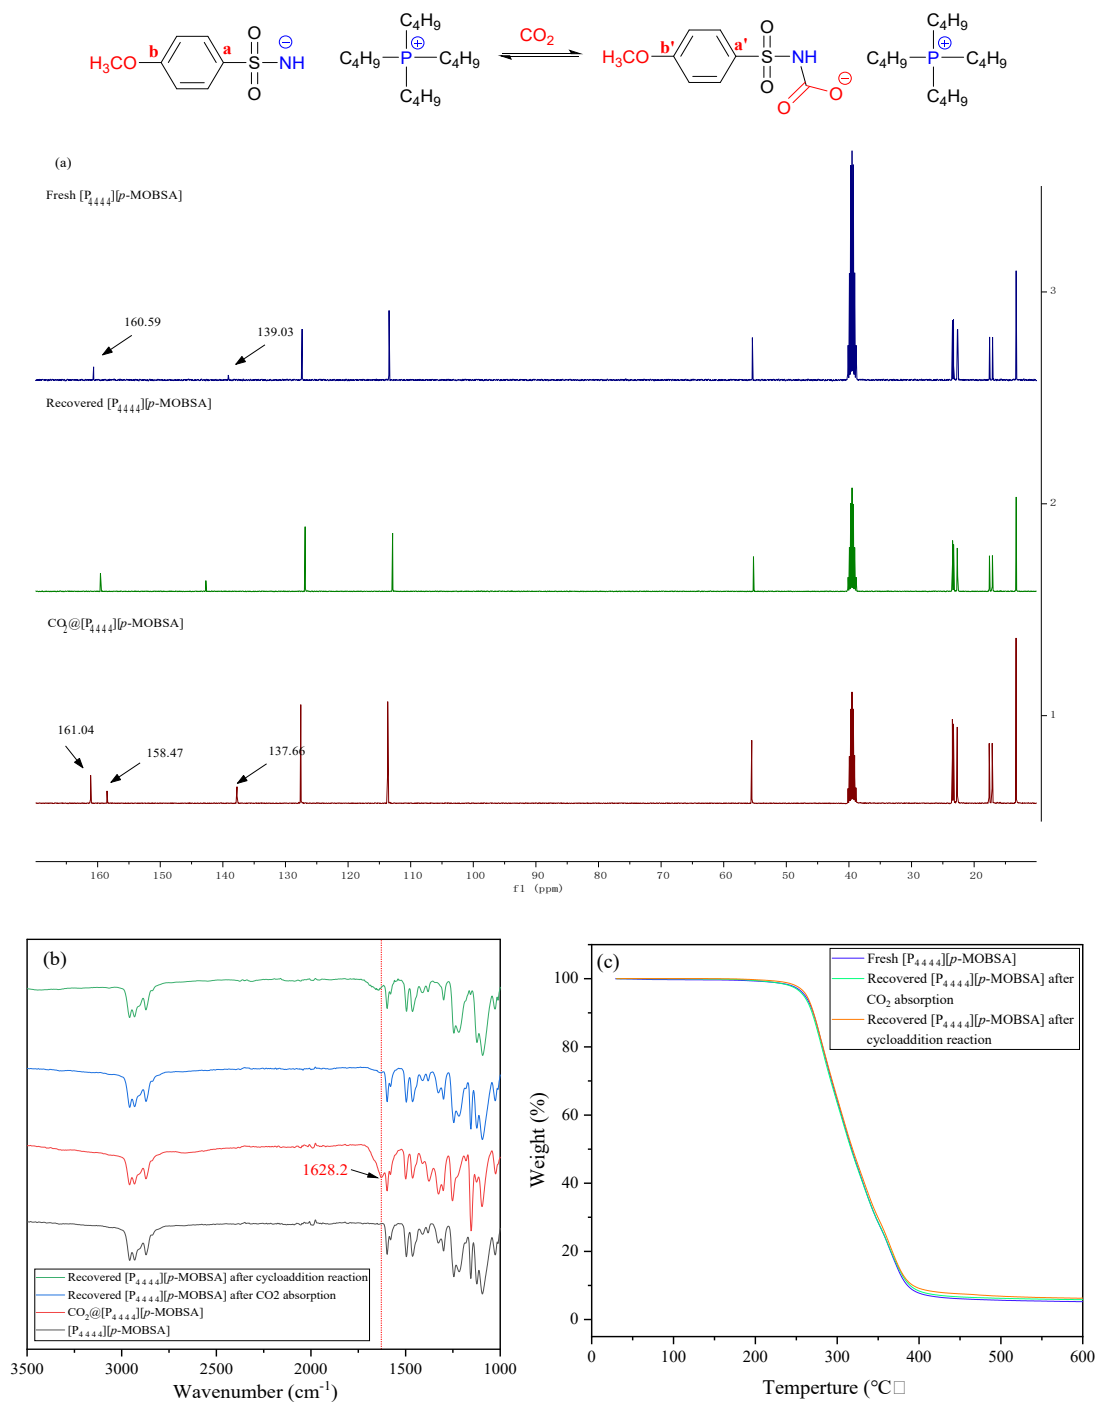 CO2
b a O S O NH ⊖ H3CO
C4H9 C4H9 P ⊕ C4H9 C4H9
b' a' O S O NH H3CO O O ⊖
C4H9 C4H9 P ⊕ C4H9 C4H9
(a)
Fresh [P4444][p-MOBSA]
160.59
139.03
3
Recovered [P4444][p-MOBSA]
2
CO2@[P4444][p-MOBSA]
161.04
158.47
137.66
1
160 150 140 130 120 110 100 90 80 70 60 50 40 30 20
f1 (ppm)
(b)
1628.2
Recovered [P4444][p-MOBSA] after cycloaddition reaction
Recovered [P4444][p-MOBSA] after CO2 absorption
CO2@[P4444][p-MOBSA]
[P4444][p-MOBSA]
3500 3000 2500 2000 1500 1000
Wavenumber (cm-1)
(c)
Fresh [P4444][p-MOBSA]
Recovered [P4444][p-MOBSA] after
CO2 absorption
Recovered [P4444][p-MOBSA] after
cycloaddition reaction
100
80
60
40
20
0
Weight (%)
0 100 200 300 400 500 600
Temperture (°C□